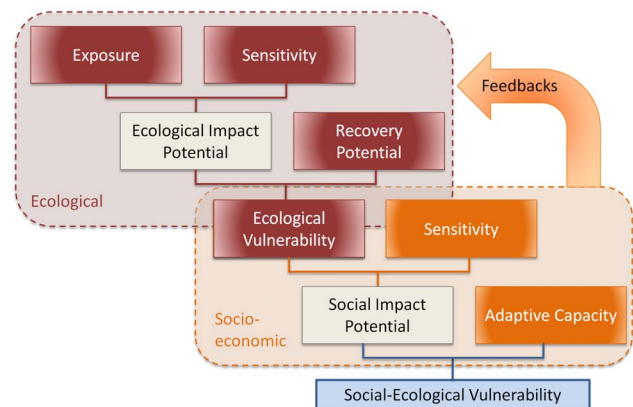 Exposure
Sensitivity
Feedbacks
Ecological Impact
Potential
Recovery
Potential
Ecological
Ecological
Vulnerability
Sensitivity
Social Impact
Potential
Adaptive Capacity
Socio-
economic
Social-Ecological Vulnerability